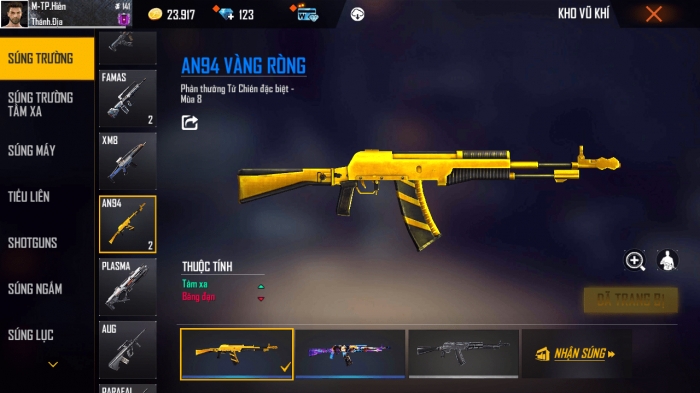 M-TP.Hiền
#141
Thánh.Địa
23.917
123
KHO VŨ KHÍ
SÚNG TRƯỜNG
SÚNG TRƯỜNG
TẦM XA
SÚNG MÁY
TIỂU LIÊN
SHOTGUNS
SÚNG NGẮM
SÚNG LỤC
FAMAS
2
XM8
AN94
2
PLASMA
AUG
PARAFAL
AN94 VÀNG RÒNG
Phần thưởng Tử Chiến đặc biệt -
Mùa 8
THUỘC TÍNH
Tầm xa
Băng đạn
ĐÃ TRANG BỊ
NHẬN SÚNG